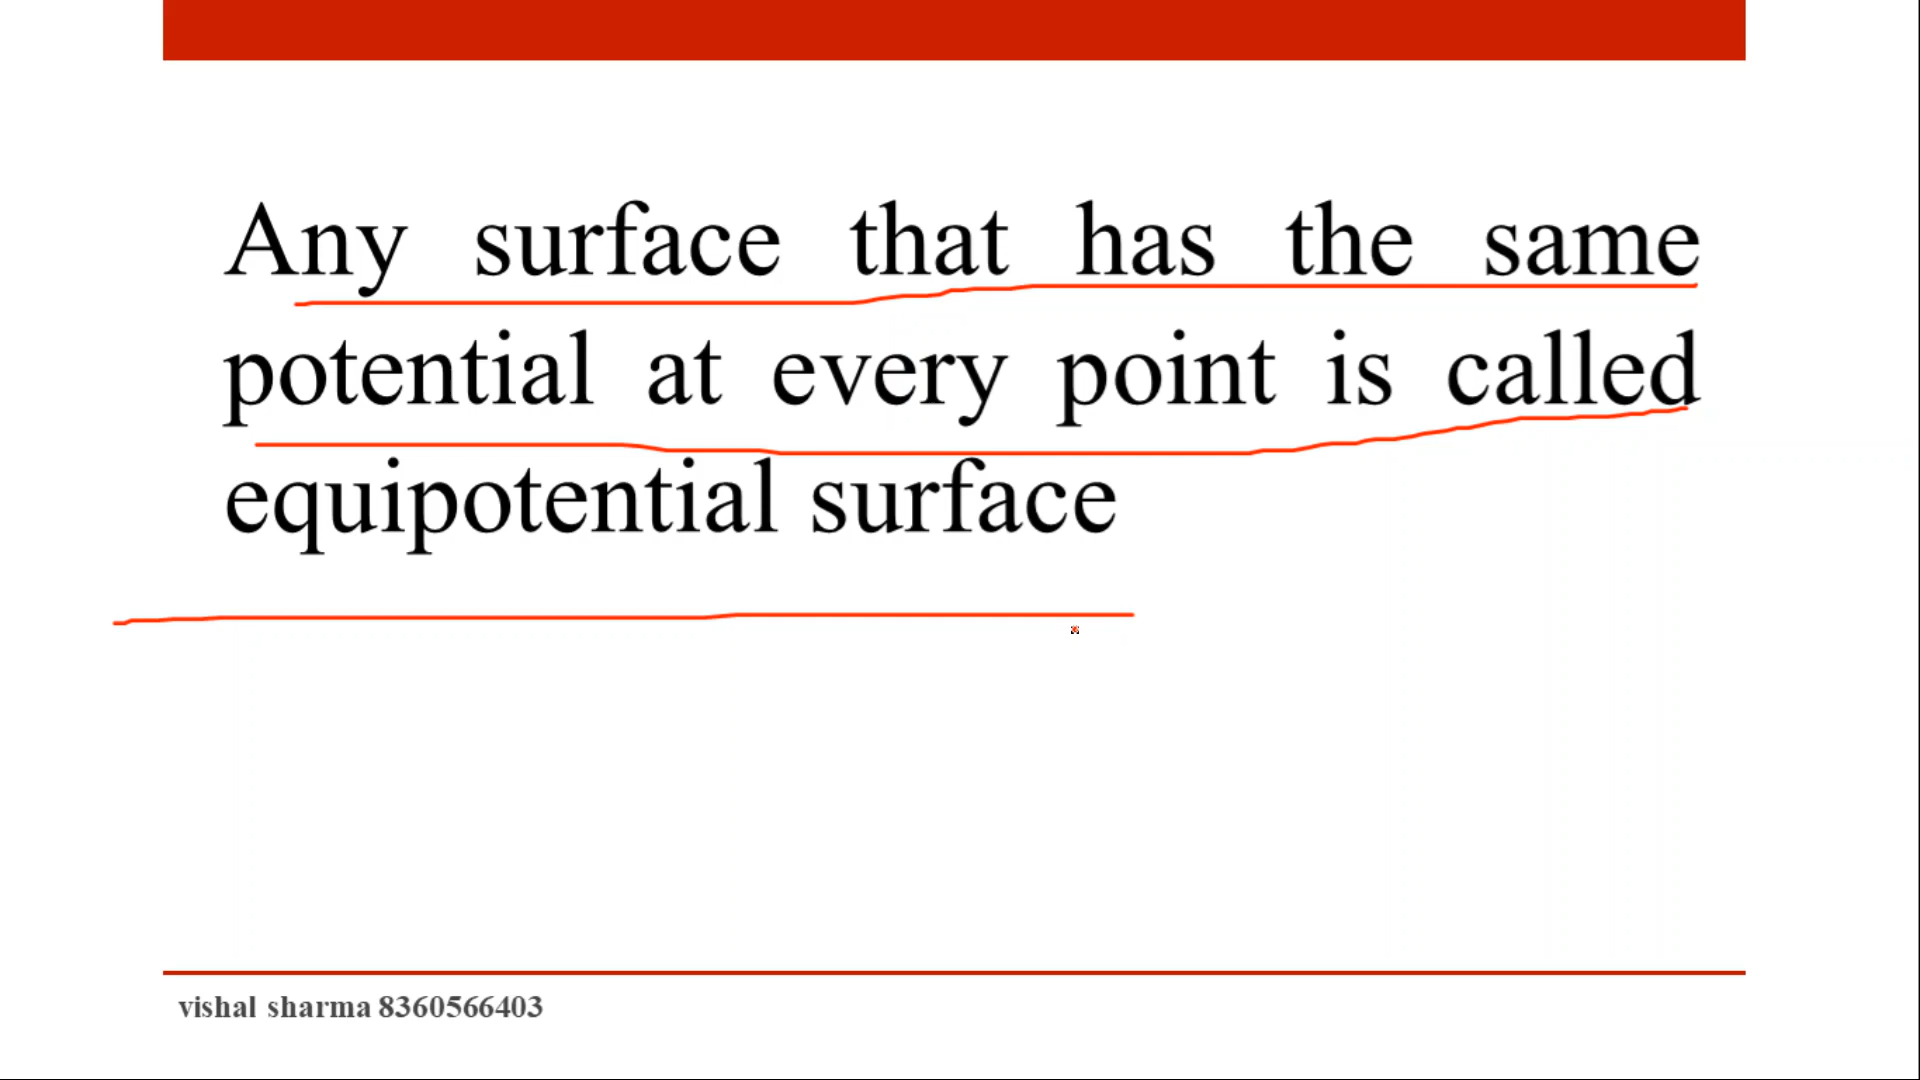 Any surface that has the same
potential at every point is called
equipotential surface
vishal sharma 8360566403